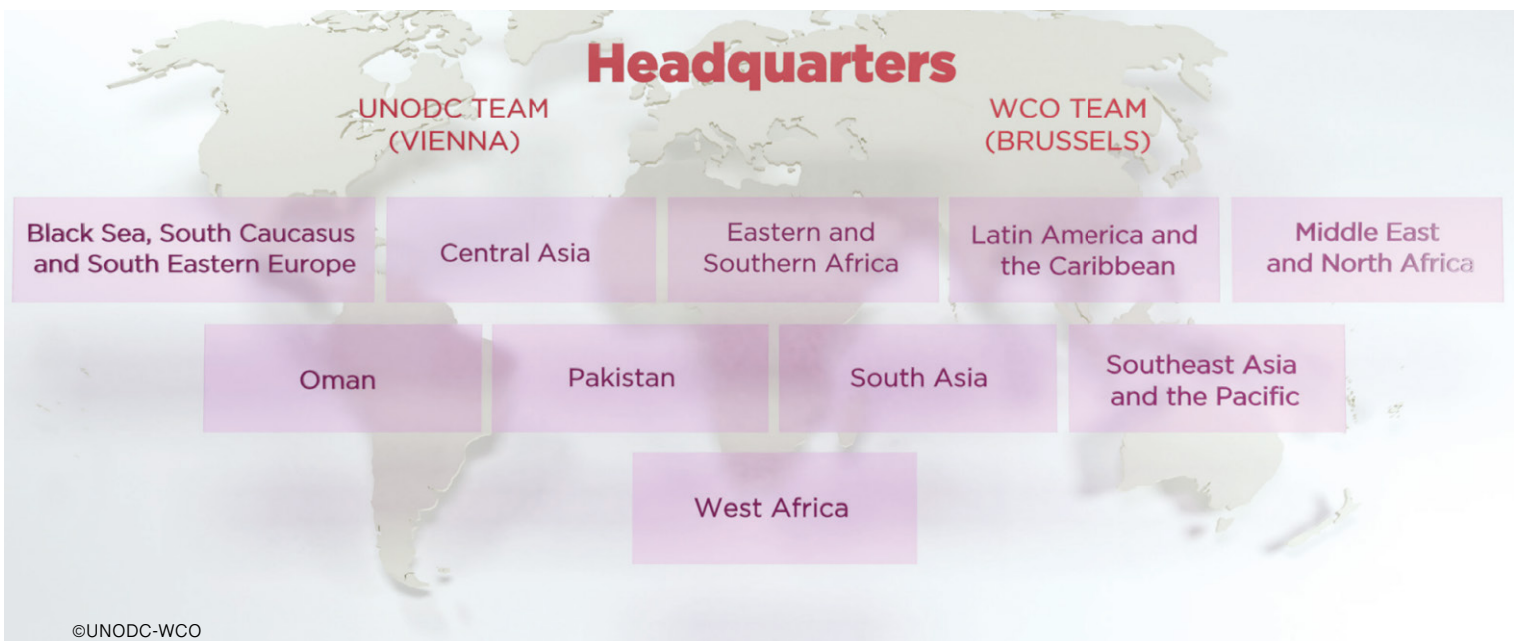 Headquarters
UNODC TEAM
(VIENNA)
WCO TEAM
(BRUSSELS)
Black Sea, South Caucasus
and South Eastern Europe
Central Asia
Eastern and
Southern Africa
Latin America and
the Caribbean
Middle East
and North Africa
Oman
Pakistan
South Asia
Southeast Asia
and the Pacific
West Africa
©UNODC-WCO